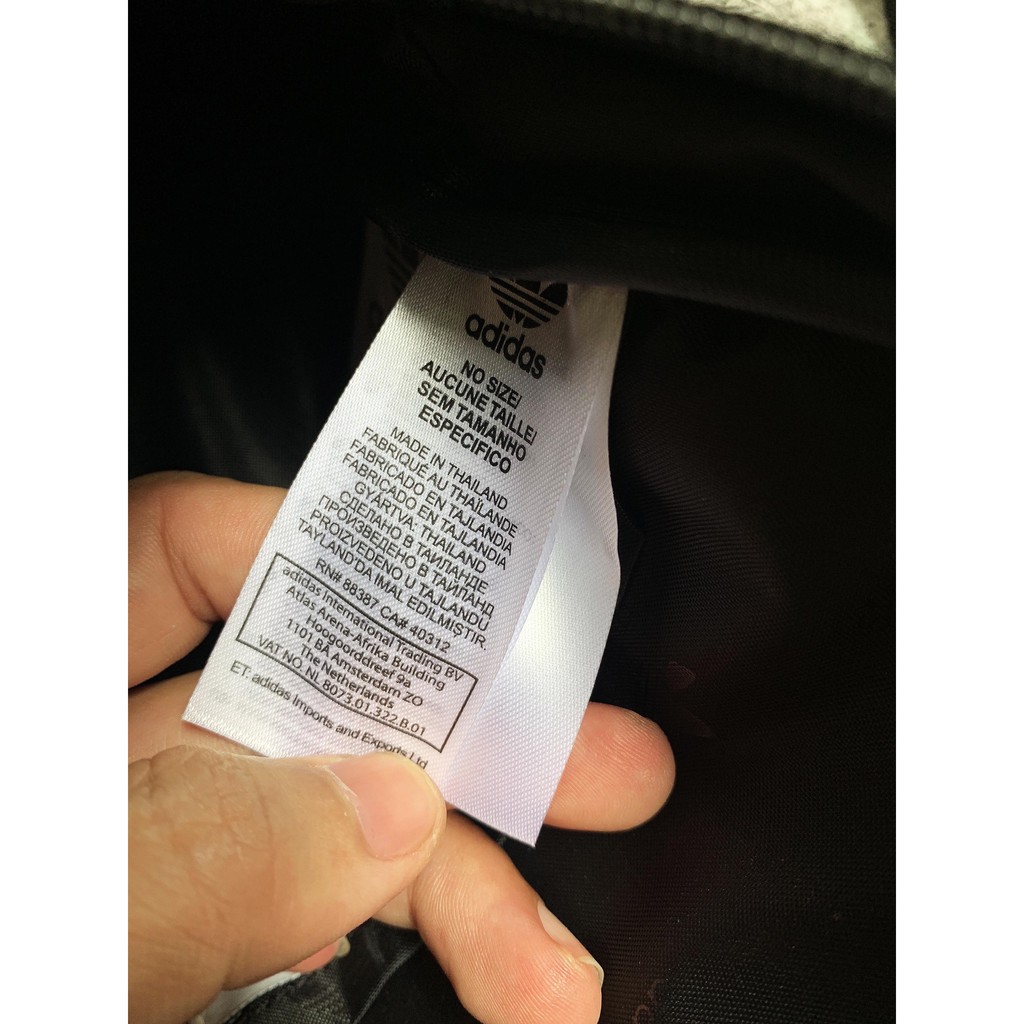 adidas
NO SIZE/
AUCUNE TAILLE/
SEM TAMANHO
ESPECIFICO
MADE IN THAILAND
FABRIQUÉ AU THAÏLANDE
FABRICADO EN TAJLANDIA
FABRICADO EN TAJLANDIA
GYÁRTVA: THAILAND
СДЕЛАНО В ТАИЛАНДЕ
ПРОИЗВЕДЕНО В ТАЙЛАНД
PROIZVEDENO U TAJLANDU
TAYLAND'DA IMAL EDILMIŞTIR.
RN# 88387 CA# 40312
adidas International Trading BV
Atlas Arena-Afrika Building
Hoogoorddreef 9a
1101 BA Amsterdam ZO
The Netherlands
VAT NO. NL 8073.01.322.B.01
ET: adidas Imports and Exports Ltd